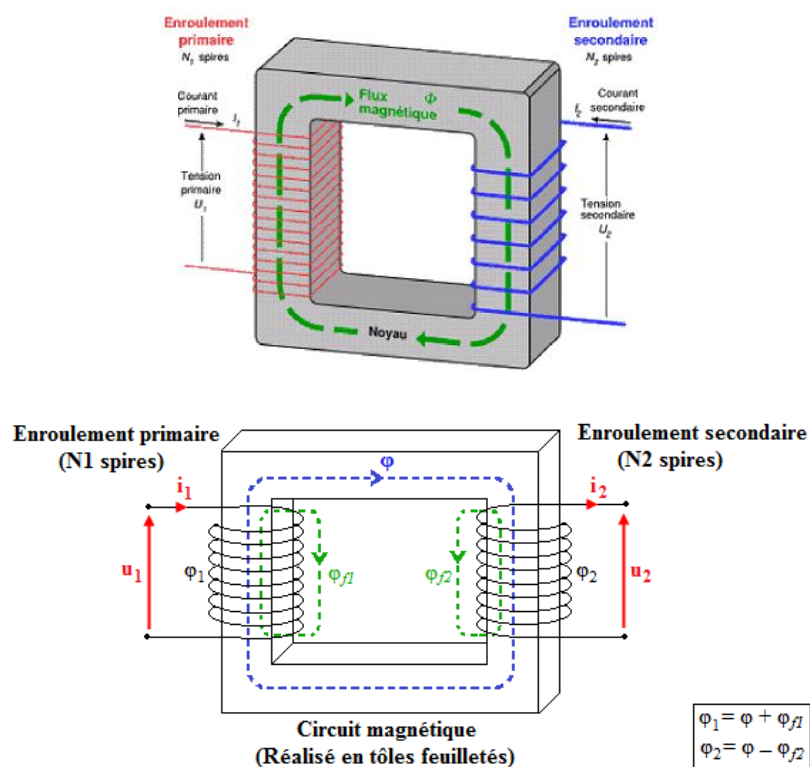 Enroulement
primaire
N₁ spires
Enroulement
secondaire
N₂ spires
Courant
primaire
I₁
Flux Φ
magnétique
Courant
I₂ secondaire
Tension
primaire
U₁
Tension
secondaire
U₂
Noyau
Enroulement primaire
(N1 spires)
Enroulement secondaire
(N2 spires)
φ
i₁
i₂
u₁
φ₁
φf1
φf2
φ₂
u₂
Circuit magnétique
(Réalisé en tôles feuilletés)
φ₁= φ + φf1
φ₂= φ – φf2